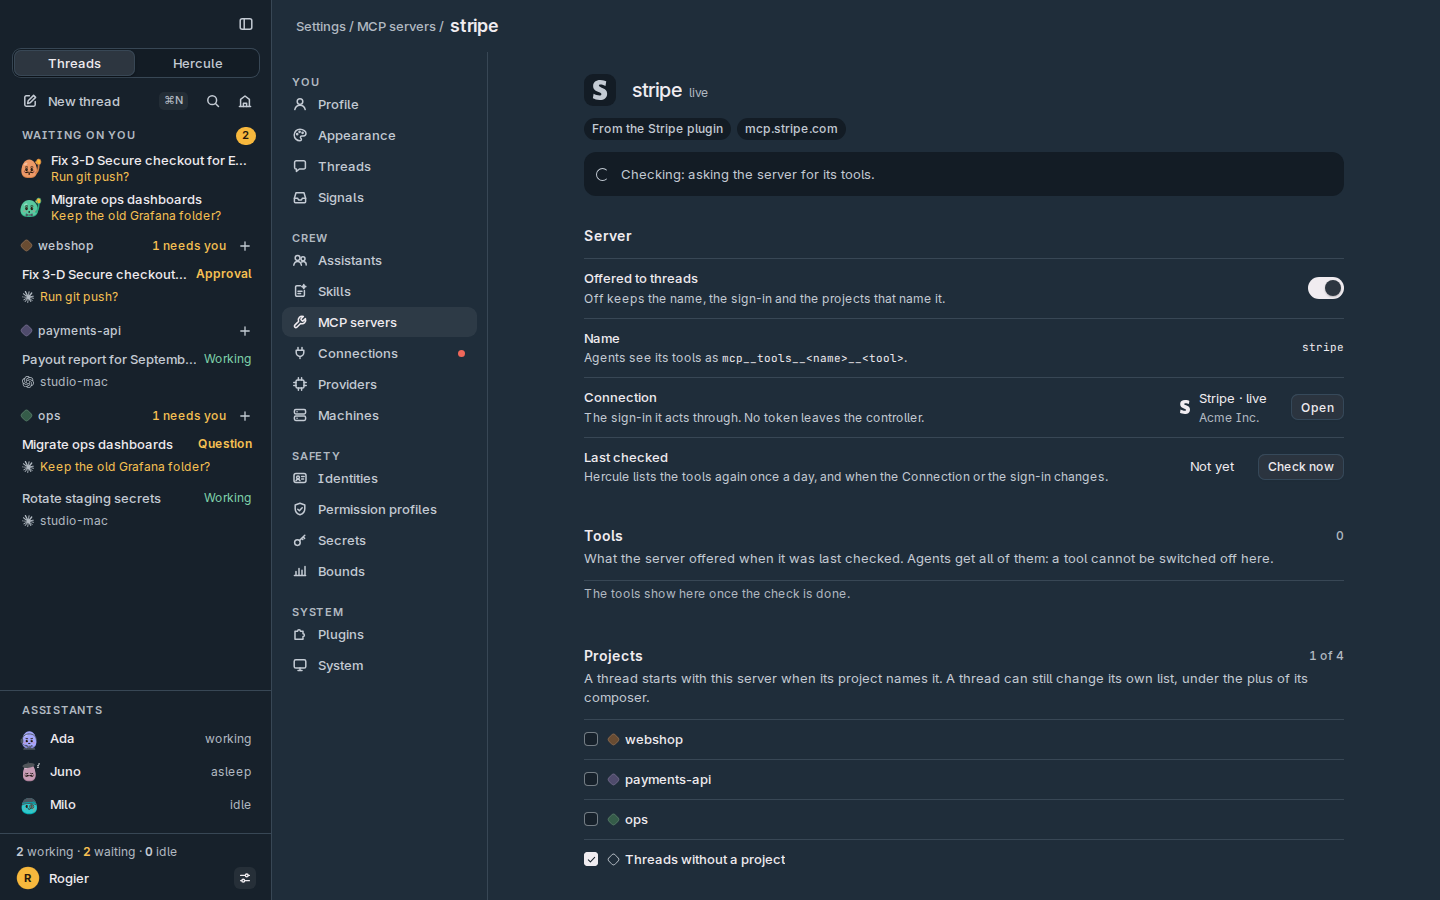 Settings / MCP servers / stripe
Threads
Hercule
New thread
⌘N
WAITING ON YOU
2
Fix 3-D Secure checkout for E...
Run git push?
Migrate ops dashboards
Keep the old Grafana folder?
webshop
1 needs you
Fix 3-D Secure checkout...
Approval
Run git push?
payments-api
Payout report for Septemb...
Working
studio-mac
ops
1 needs you
Migrate ops dashboards
Question
Keep the old Grafana folder?
Rotate staging secrets
Working
studio-mac
ASSISTANTS
Ada
working
Juno
asleep
Milo
idle
2 working · 2 waiting · 0 idle
R
Rogier
YOU
Profile
Appearance
Threads
Signals
CREW
Assistants
Skills
MCP servers
Connections
Providers
Machines
SAFETY
Identities
Permission profiles
Secrets
Bounds
SYSTEM
Plugins
System
S
stripe live
From the Stripe plugin
mcp.stripe.com
Checking: asking the server for its tools.
Server
Offered to threads
Off keeps the name, the sign-in and the projects that name it.
Name
Agents see its tools as mcp__tools__<name>__<tool>.
stripe
Connection
The sign-in it acts through. No token leaves the controller.
S
Stripe · live
Acme Inc.
Open
Last checked
Hercule lists the tools again once a day, and when the Connection or the sign-in changes.
Not yet
Check now
Tools
0
What the server offered when it was last checked. Agents get all of them: a tool cannot be switched off here.
The tools show here once the check is done.
Projects
1 of 4
A thread starts with this server when its project names it. A thread can still change its own list, under the plus of its
composer.
webshop
payments-api
ops
Threads without a project